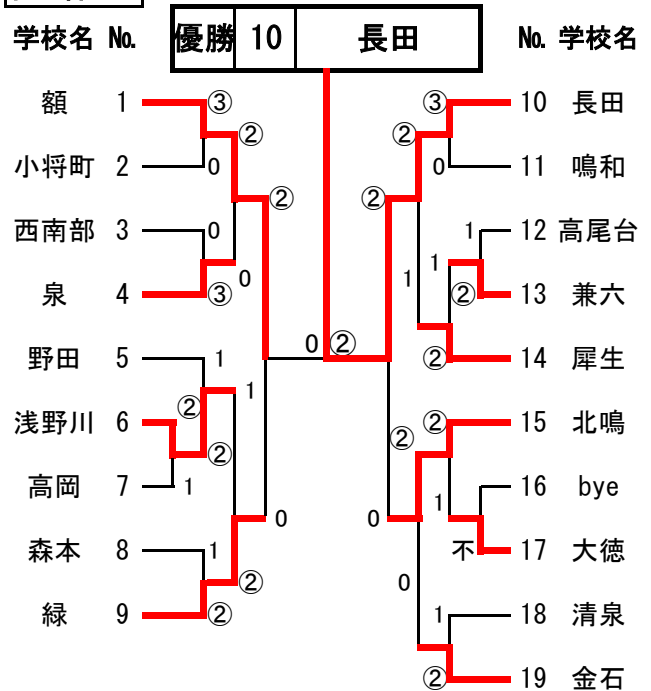 学校名 No. 優勝 10 長田 No. 学校名
額 1 ③ ③ 10 長田
② ②
小将町 2 0 0 11 鳴和
② ②
西南部 3 0 1 12 高尾台
0 1 1
泉 4 ③ ② 13 兼六
0 ②
野田 5 1 ② 14 犀生
1
② ②
浅野川 6 ② 15 北鳴
②
高岡 7 1 1 16 bye
0 0
森本 8 1 不 17 大徳
② 0
緑 9 ② 1 18 清泉
② 19 金石